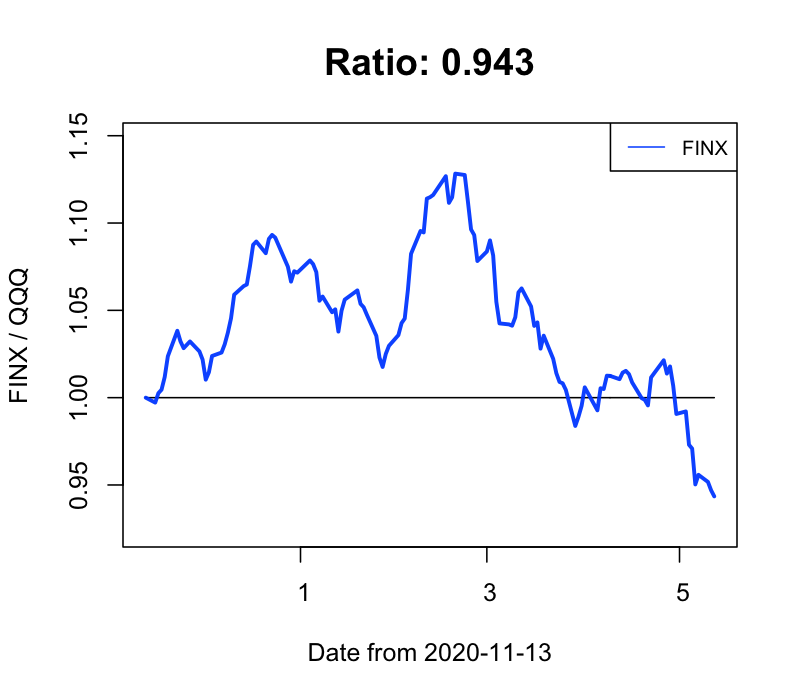 Ratio: 0.943
FINX
1.15
1.10
1.05
1.00
0.95
FINX / QQQ
1
3
5
Date from 2020-11-13